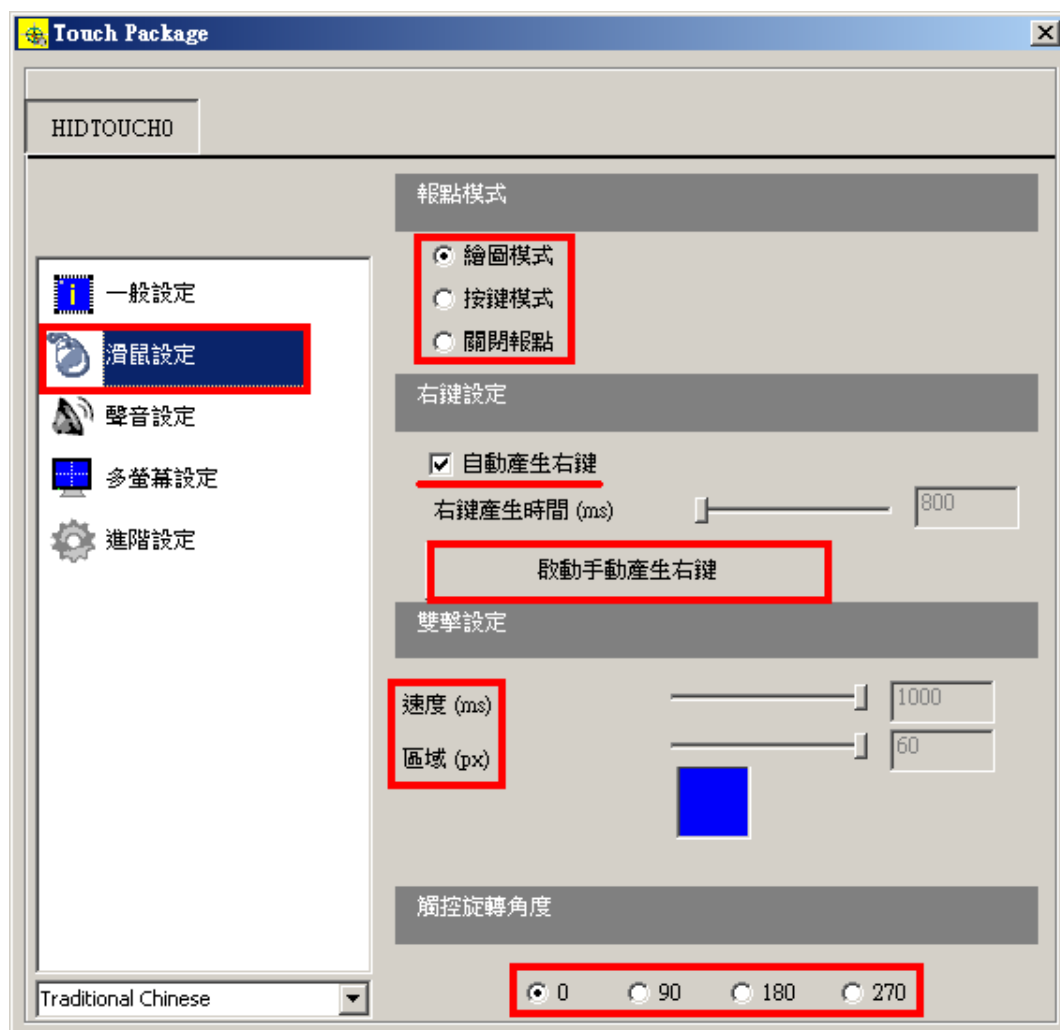 Touch Package
HIDTOUCH0
報點模式
繪圖模式
按鍵模式
關閉報點
一般設定
滑鼠設定
聲音設定
多螢幕設定
進階設定
右鍵設定
自動產生右鍵
右鍵產生時間 (ms)
800
啟動手動產生右鍵
雙擊設定
速度 (ms)
1000
區域 (px)
60
觸控旋轉角度
0 90 180 270
Traditional Chinese